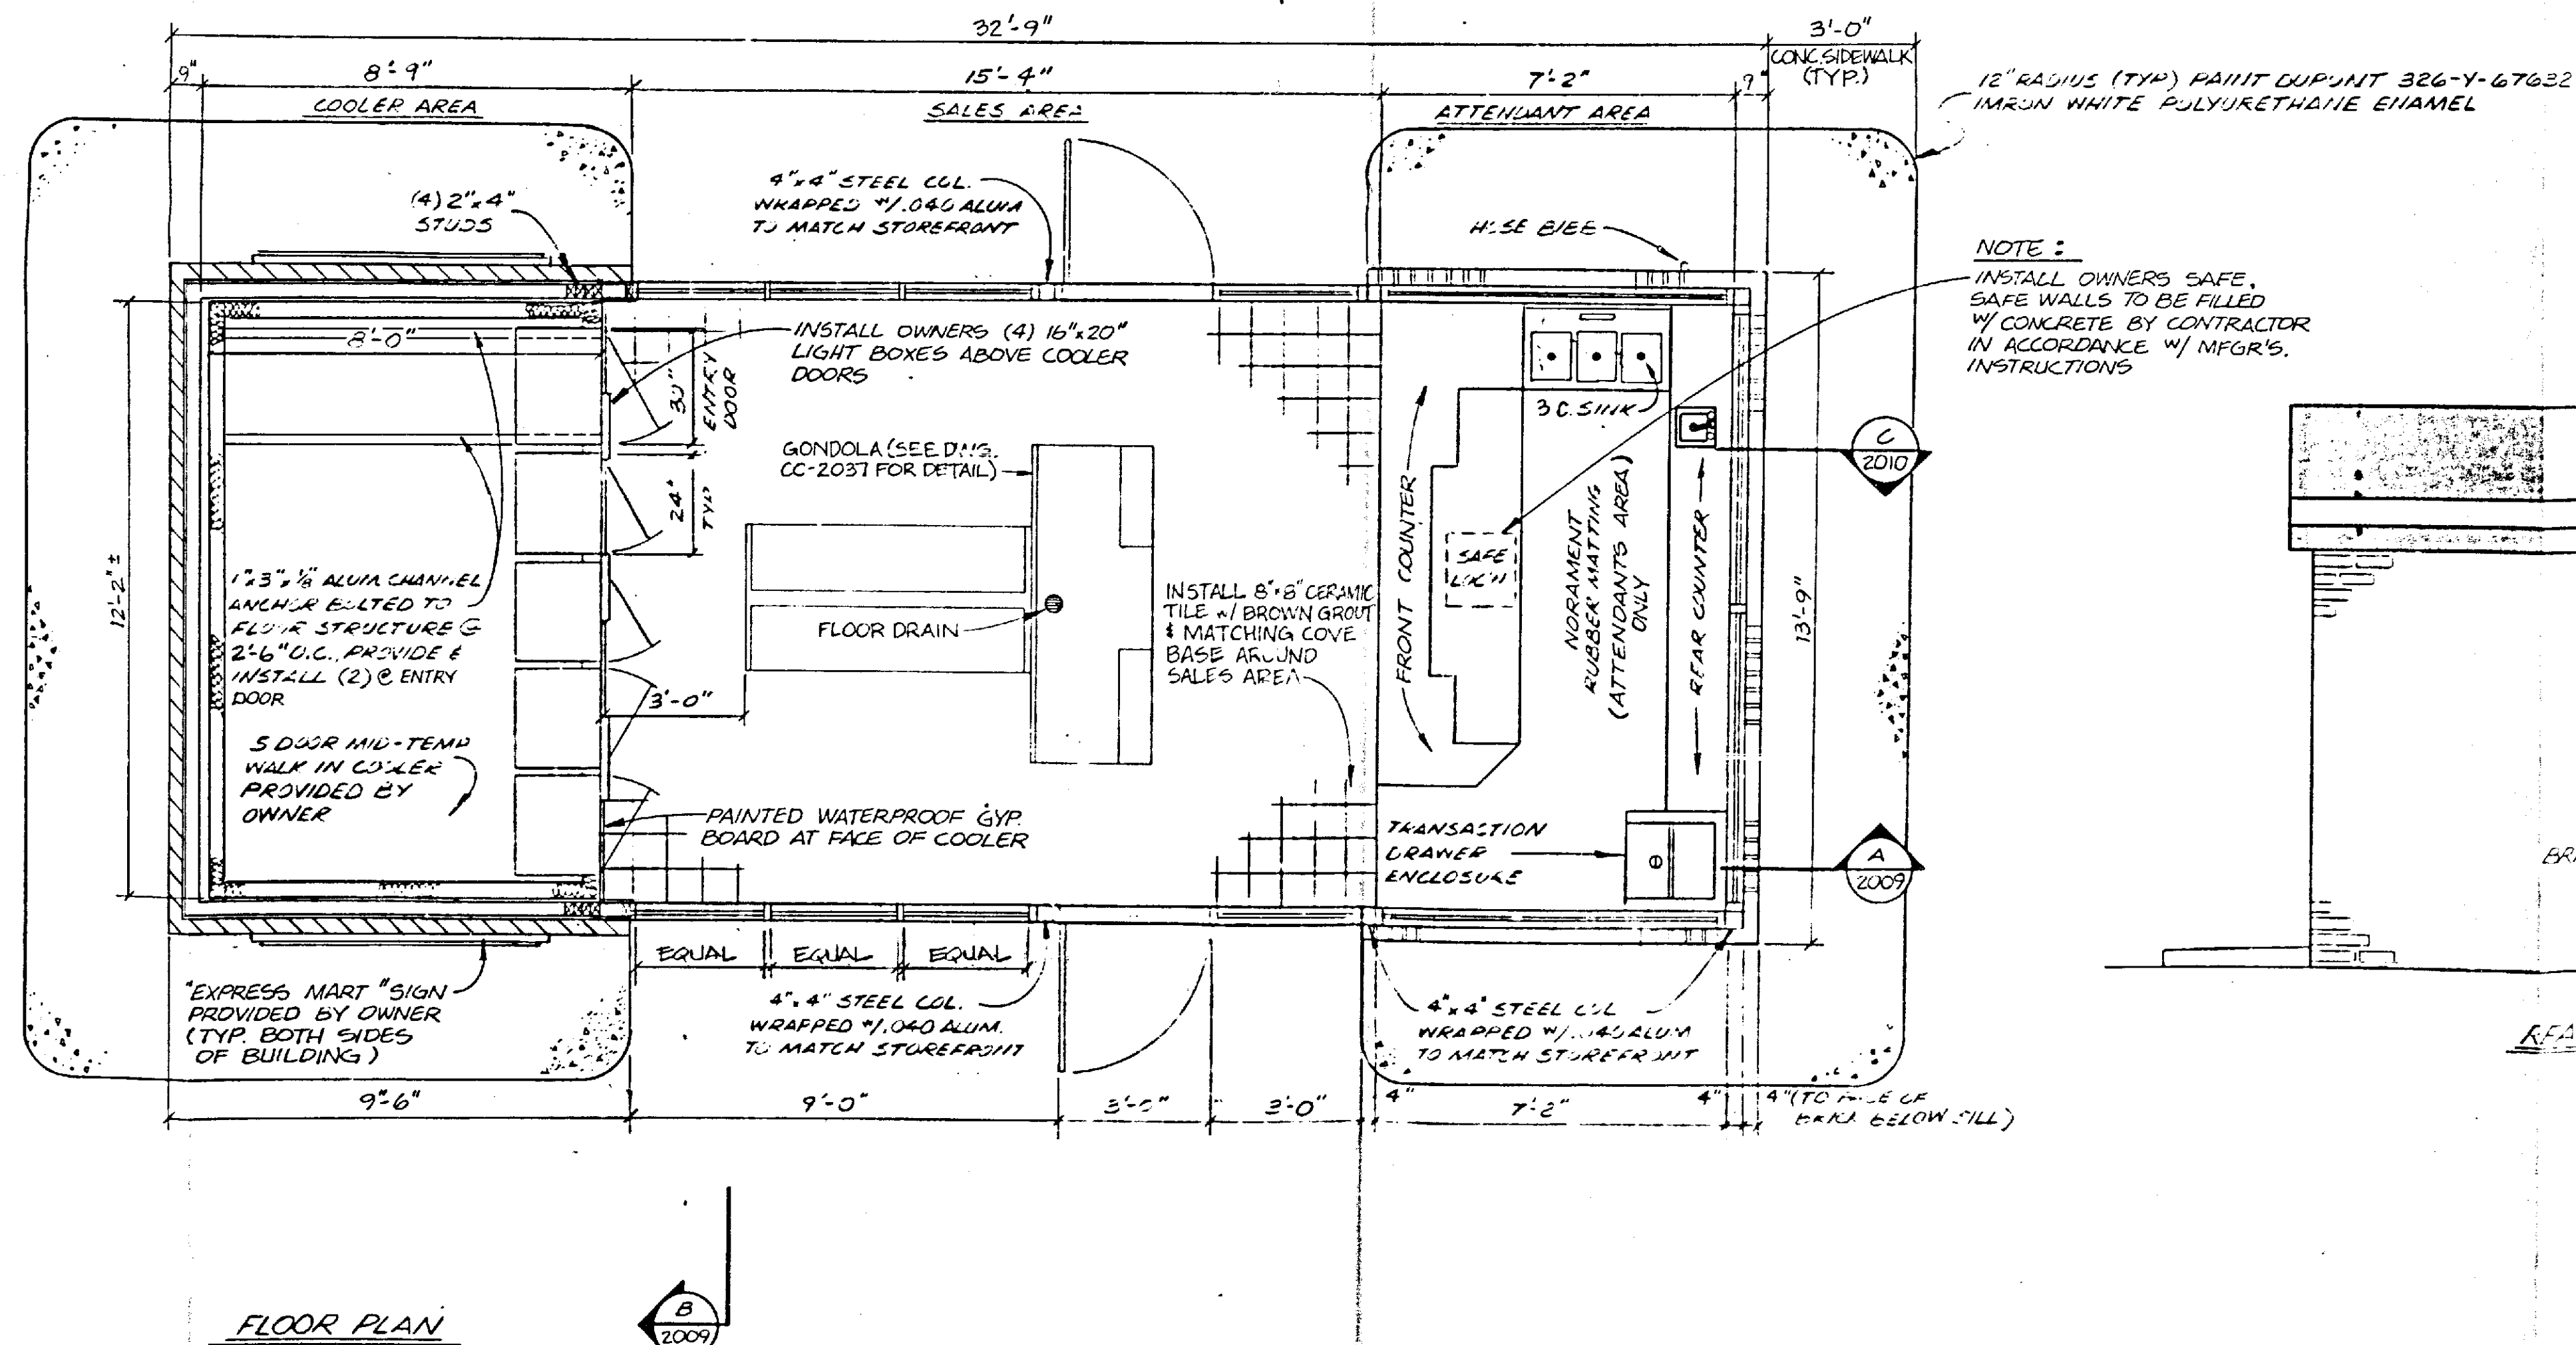 32'-9"
3'-0"
CONC. SIDEWALK
(TYP.)
9"
8'-9"
15'-4"
7'-2"
9"
COOLER AREA
SALES AREA
ATTENDANT AREA
12" RADIUS (TYP) PAINT DUPONT 326-Y-67632
IMRON WHITE POLYURETHANE ENAMEL
(4) 2"x4"
STUDS
4"x4" STEEL COL.
WRAPPED W/.040 ALUM
TO MATCH STOREFRONT
HOSE BIBB
NOTE:
INSTALL OWNERS SAFE.
SAFE WALLS TO BE FILLED
W/ CONCRETE BY CONTRACTOR
IN ACCORDANCE W/ MFGR'S.
INSTRUCTIONS
8'-0"
INSTALL OWNERS (4) 16"x20"
LIGHT BOXES ABOVE COOLER
DOORS
30"
ENTRY
DOOR
24"
TYP
GONDOLA (SEE DWG.
CC-2037 FOR DETAIL)
3 C. SINK
C
2010
12'-2" ±
1"x3"x1/8" ALUM CHANNEL
ANCHOR BOLTED TO
FLOOR STRUCTURE @
2'-6" O.C., PROVIDE &
INSTALL (2) @ ENTRY
DOOR
FLOOR DRAIN
INSTALL 8"x8" CERAMIC
TILE W/ BROWN GROUT
& MATCHING COVE
BASE AROUND
SALES AREA
FRONT COUNTER
SAFE
LOC'N
NORAMENT
RUBBER MATTING
(ATTENDANTS AREA)
ONLY
REAR COUNTER
13'-9"
3'-0"
5 DOOR MID-TEMP
WALK IN COOLER
PROVIDED BY
OWNER
PAINTED WATERPROOF GYP.
BOARD AT FACE OF COOLER
TRANSACTION
DRAWER
ENCLOSURE
A
2009
EQUAL
EQUAL
EQUAL
"EXPRESS MART" SIGN
PROVIDED BY OWNER
(TYP. BOTH SIDES
OF BUILDING)
4"x4" STEEL COL.
WRAPPED W/.040 ALUM.
TO MATCH STOREFRONT
4"x4" STEEL COL
WRAPPED W/.040 ALUM
TO MATCH STOREFRONT
9'-6"
9'-0"
3'-0"
3'-0"
4"
7'-2"
4"
4" (TO FACE OF
BRICK BELOW SILL)
FLOOR PLAN
B
2009